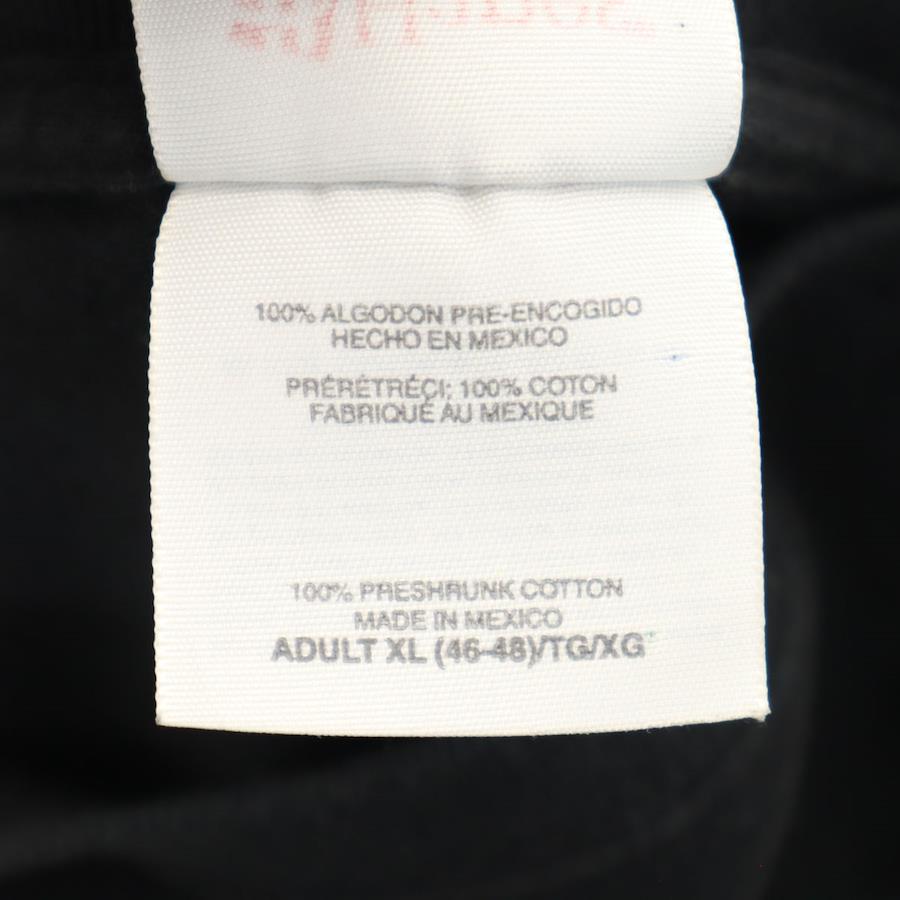 100% ALGODON PRE-ENCOGIDO
HECHO EN MEXICO
PRÉRÉTRÉCI; 100% COTON
FABRIQUÉ AU MEXIQUE
100% PRESHRUNK COTTON
MADE IN MEXICO
ADULT XL (46-48)/TG/XG